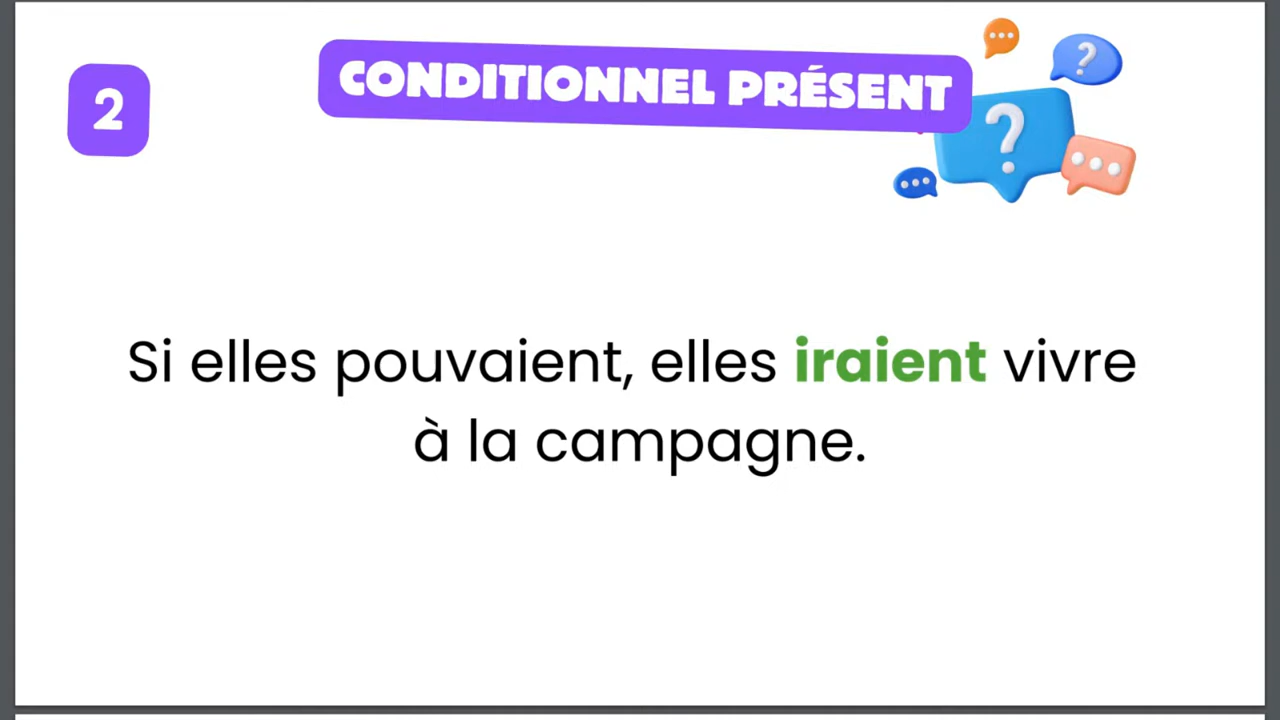 2
CONDITIONNEL PRÉSENT
?
?
Si elles pouvaient, elles iraient vivre
à la campagne.